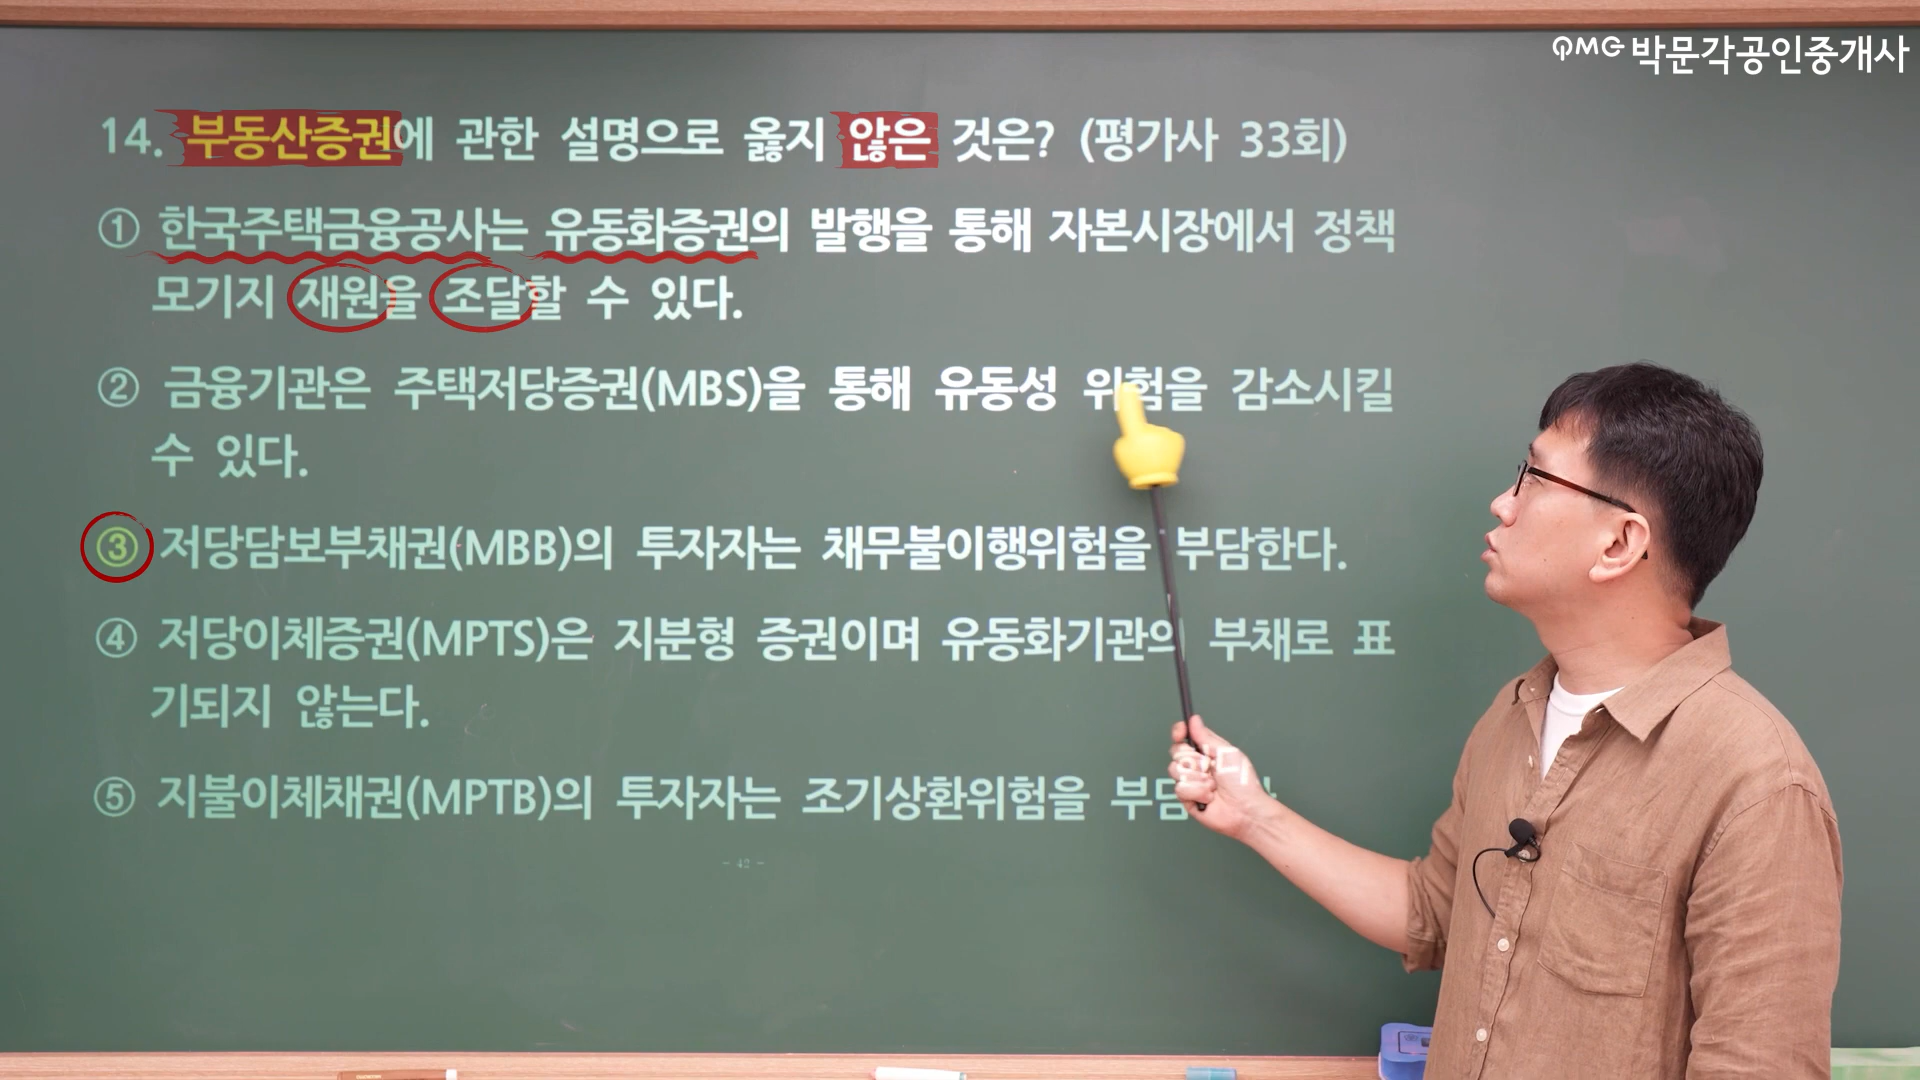 PMG 박문각공인중개사
14. 부동산증권에 관한 설명으로 옳지 않은 것은? (평가사 33회)
① 한국주택금융공사는 유동화증권의 발행을 통해 자본시장에서 정책
모기지 재원을 조달할 수 있다.
② 금융기관은 주택저당증권(MBS)을 통해 유동성 위험을 감소시킬
수 있다.
③ 저당담보부채권(MBB)의 투자자는 채무불이행위험을 부담한다.
④ 저당이체증권(MPTS)은 지분형 증권이며 유동화기관의 부채로 표
기되지 않는다.
⑤ 지불이체채권(MPTB)의 투자자는 조기상환위험을 부담
- 42 -